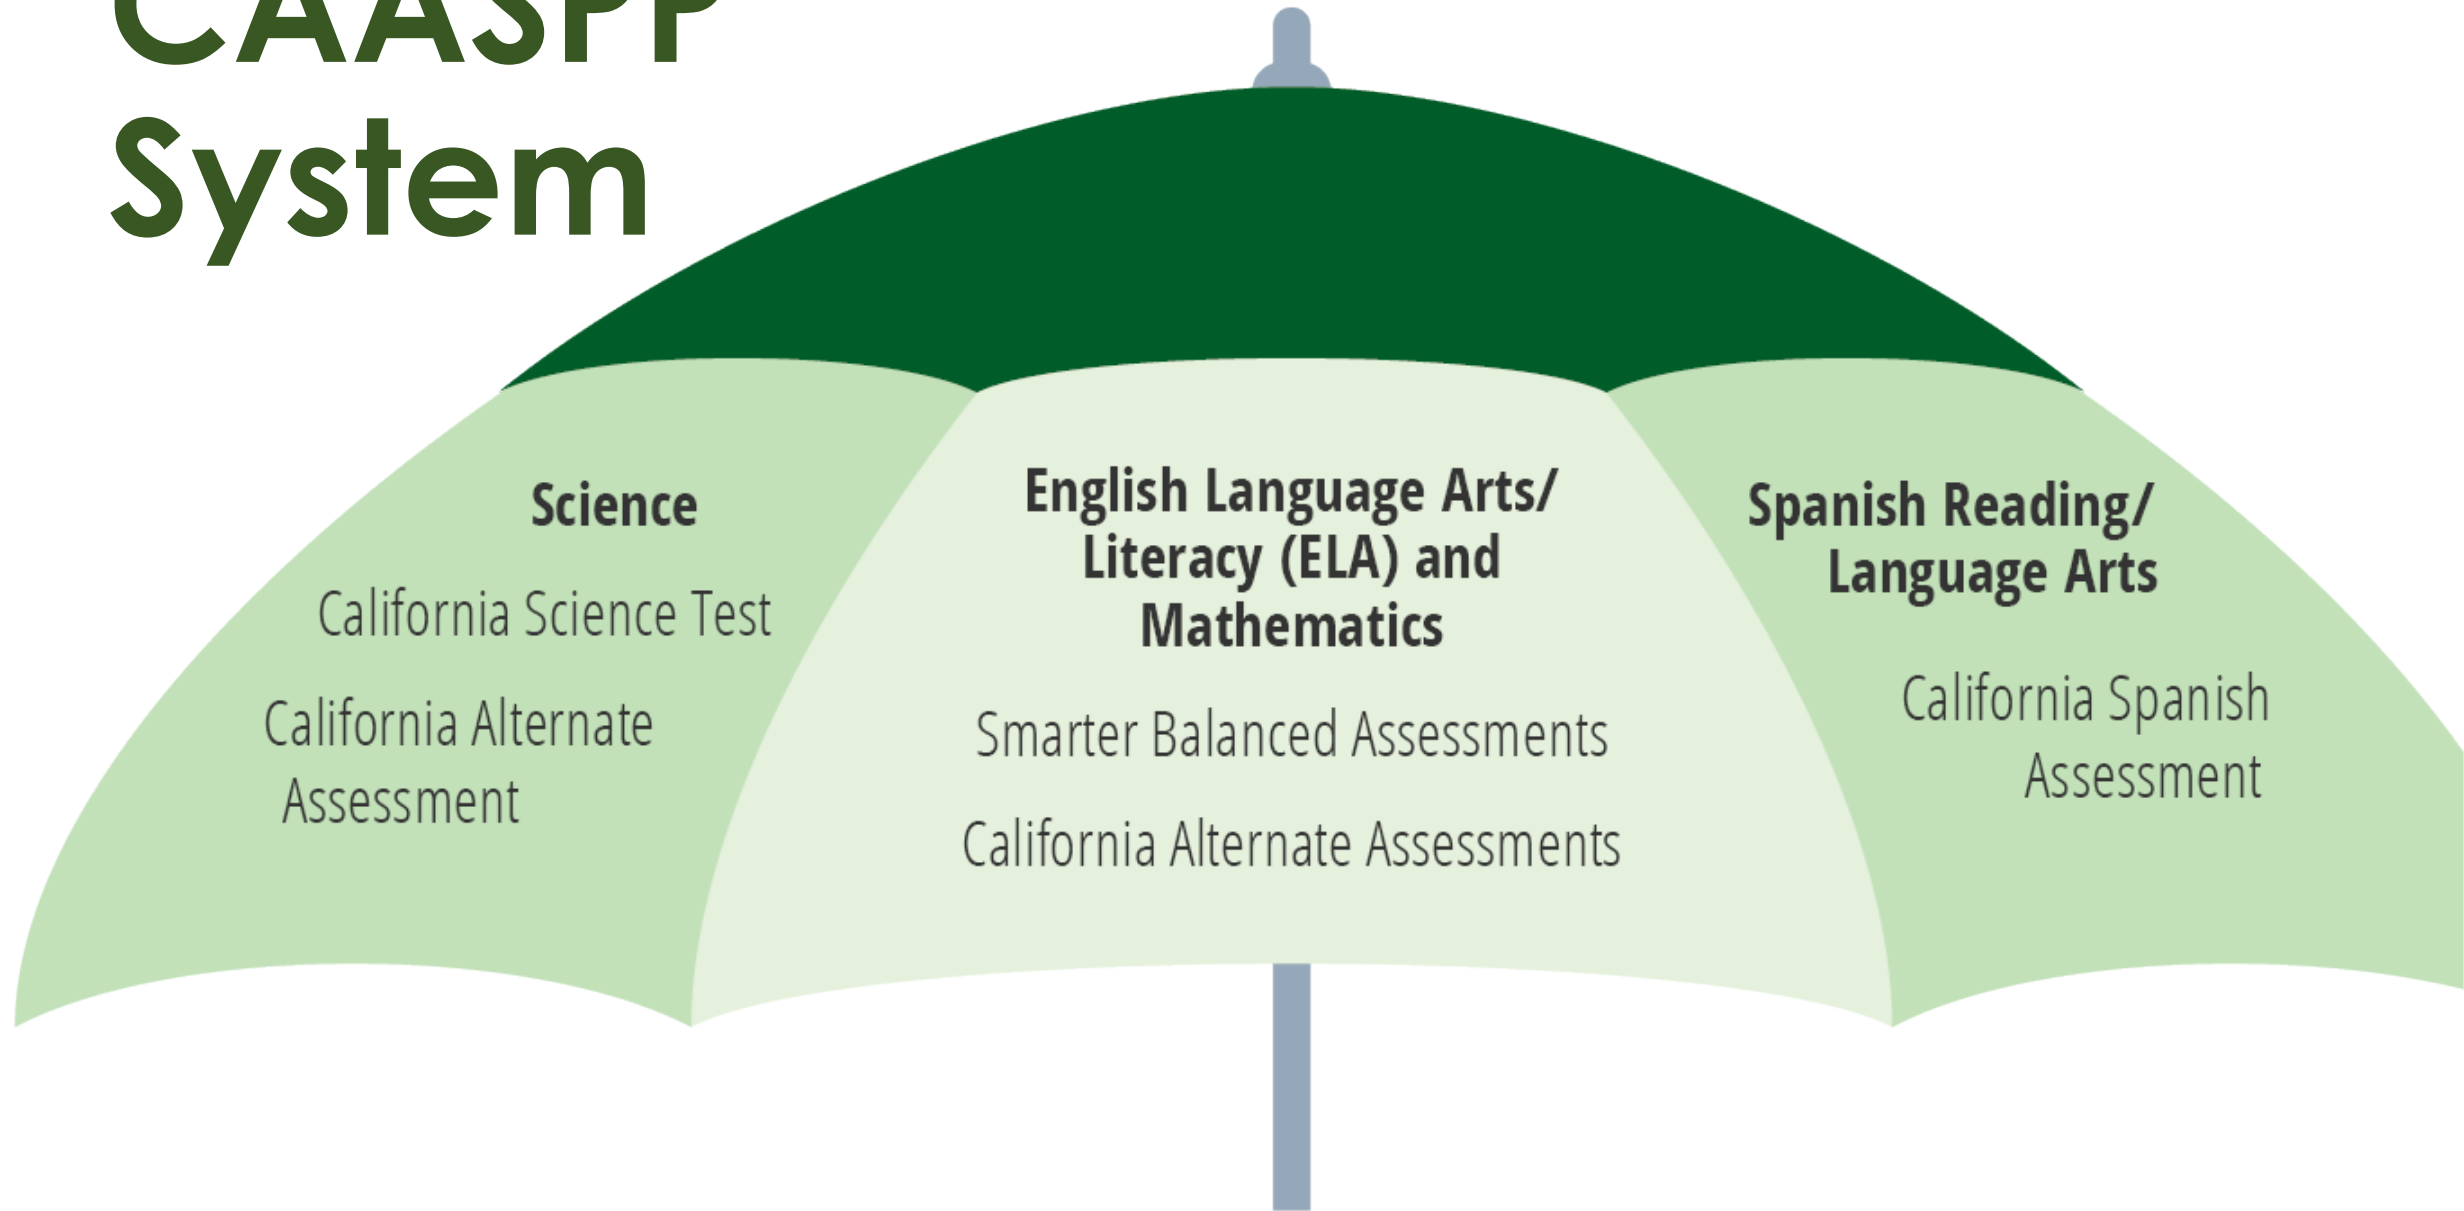 CAASPP
System
Science
California Science Test
California Alternate
Assessment
English Language Arts/
Literacy (ELA) and
Mathematics
Smarter Balanced Assessments
California Alternate Assessments
Spanish Reading/
Language Arts
California Spanish
Assessment